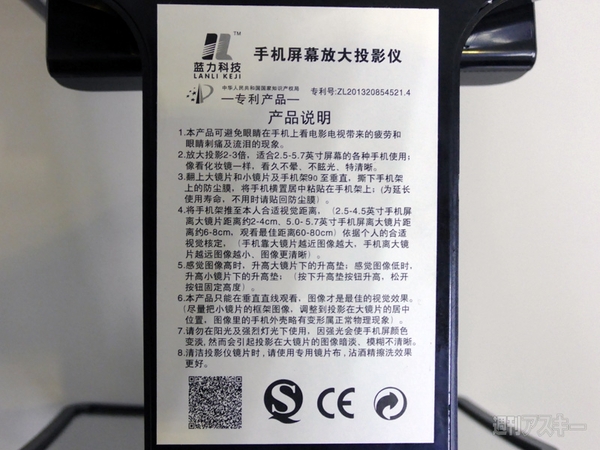 TM
蓝力科技
LANLI KEJI
手机屏幕放大投影仪
中华人民共和国国家知识产权局
—专利产品—
专利号:ZL201320854521.4
产品说明
1.本产品可避免眼睛在手机上看电影电视带来的疲劳和
眼睛刺痛及流泪的现象。
2.放大投影2-3倍，适合2.5-5.7英寸屏幕的各种手机使用;
像看化妆镜一样，看久不晕、不眩光、特清晰。
3.翻上大镜片和小镜片及手机架90至垂直，撕下手机架
上的防尘膜，将手机横置居中粘贴在手机架上;(为延长
使用寿命，不用时请贴回防尘膜)。
4.将手机架推至本人合适视觉距离，(2.5-4.5英寸手机屏
离大镜片距离约2-4cm、5.0- 5.7英寸手机屏离大镜片距
离约6-8cm，观看最佳距离60-80cm）依据个人的合适
视觉核定，（手机靠大镜片越近图像越大，手机离大镜
片越远图像越小、图像更清晰）。
5.感觉图像高时，升高大镜片下的升高垫；感觉图像低时，
升高小镜片下的升高垫；（按下升高垫按钮升高，松开
按钮固定高度）。
6.本产品只能在垂直直线观看，图像才是最佳的视觉效果。
（尽量把小镜片的框架图像，调整到投影在大镜片的居中
位置，图像里的手机外壳略有变形属正常物理现象）。
7.请勿在阳光及强烈灯光下使用，因强光会使手机屏颜色
变淡,然而会引起投影在大镜片的图像暗淡、模糊不清晰。
8.清洁投影仪镜片时,请使用专用镜片布,沾酒精擦洗效果
更好。
QS
CE
週刊アスキー